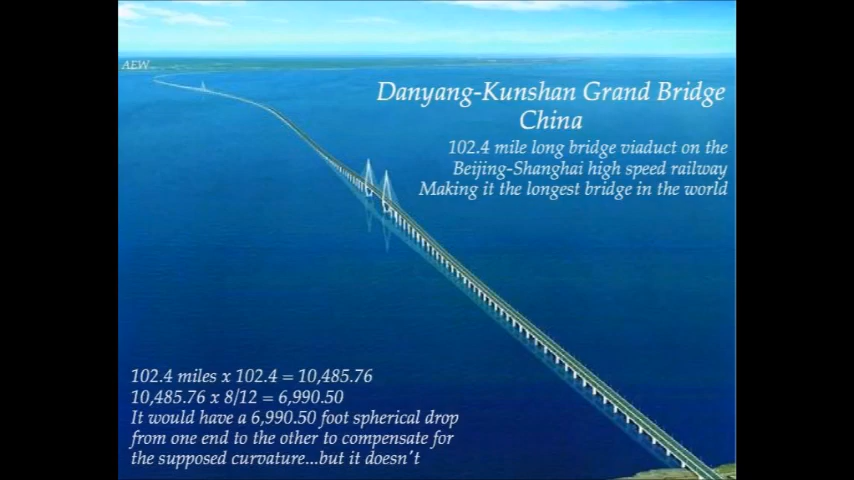 AEW
Danyang-Kunshan Grand Bridge
China
102.4 mile long bridge viaduct on the
Beijing-Shanghai high speed railway
Making it the longest bridge in the world
102.4 miles x 102.4 = 10,485.76
10,485.76 x 8/12 = 6,990.50
It would have a 6,990.50 foot spherical drop
from one end to the other to compensate for
the supposed curvature...but it doesn't